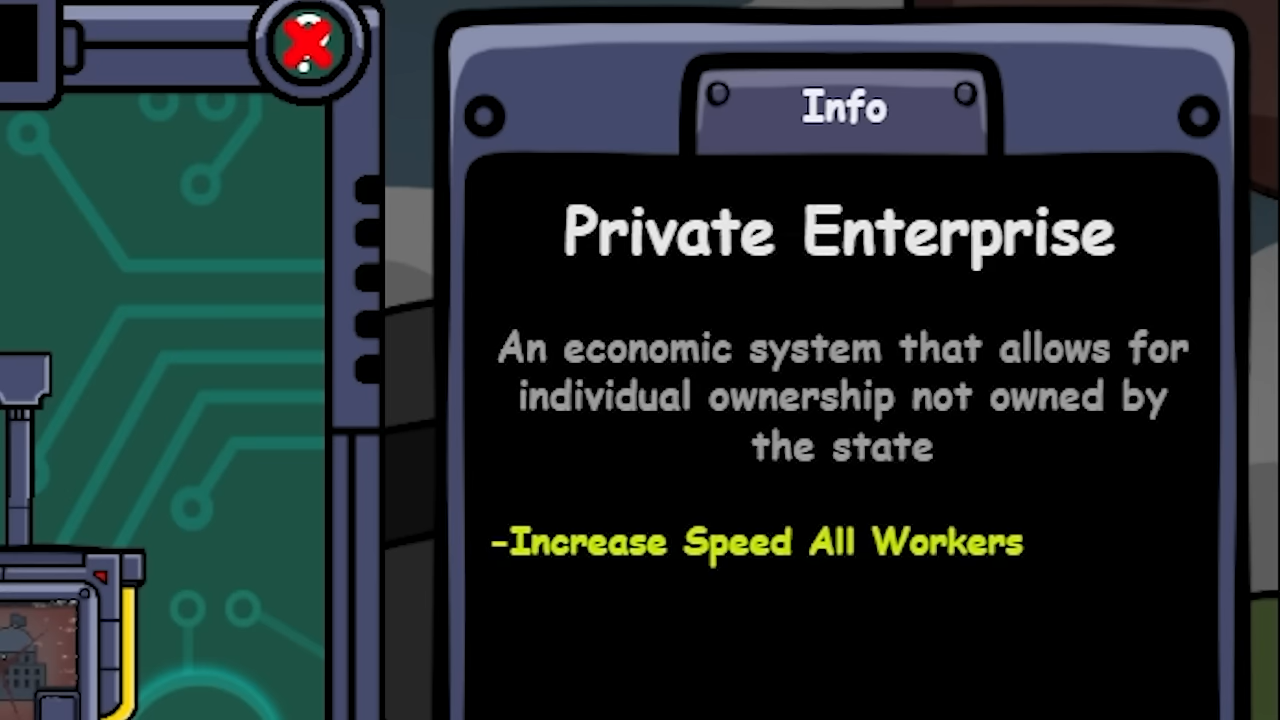 Info
Private Enterprise
An economic system that allows for
individual ownership not owned by
the state
-Increase Speed All Workers